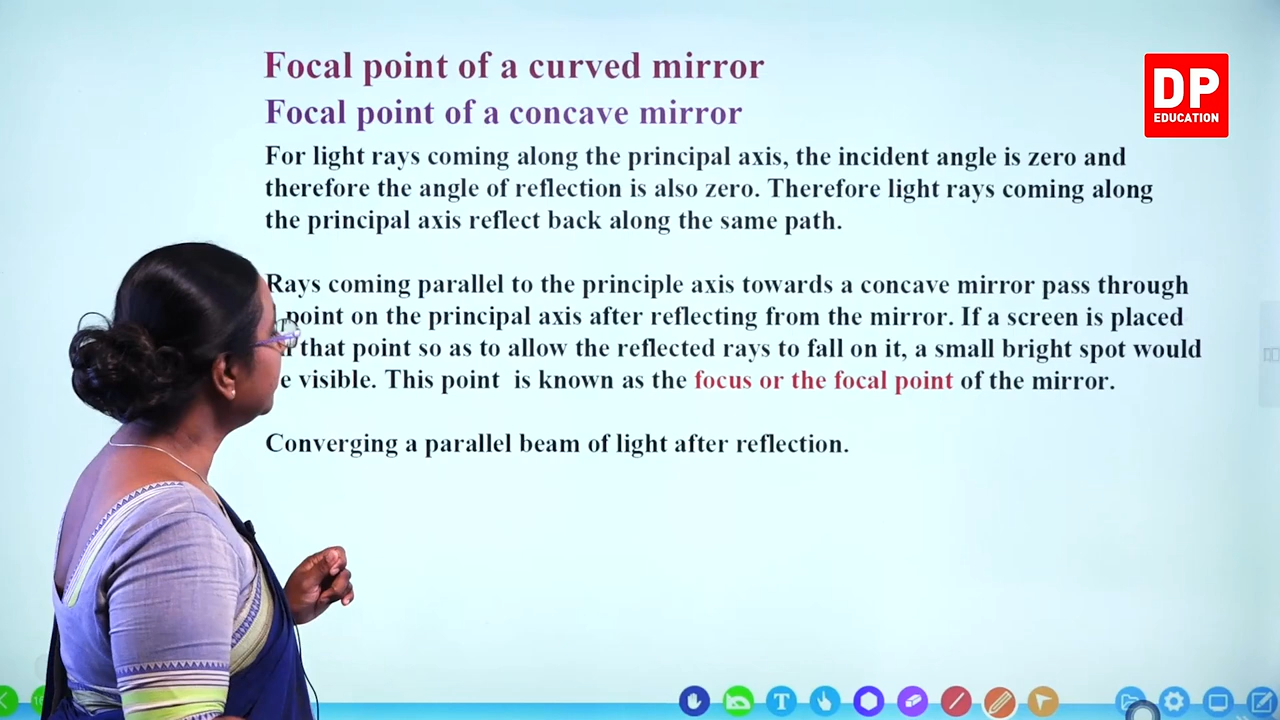 Focal point of a curved mirror
Focal point of a concave mirror
DP
EDUCATION
For light rays coming along the principal axis, the incident angle is zero and
therefore the angle of reflection is also zero. Therefore light rays coming along
the principal axis reflect back along the same path.
Rays coming parallel to the principle axis towards a concave mirror pass through
point on the principal axis after reflecting from the mirror. If a screen is placed
that point so as to allow the reflected rays to fall on it, a small bright spot would
visible. This point is known as the focus or the focal point of the mirror.
Converging a parallel beam of light after reflection.
T